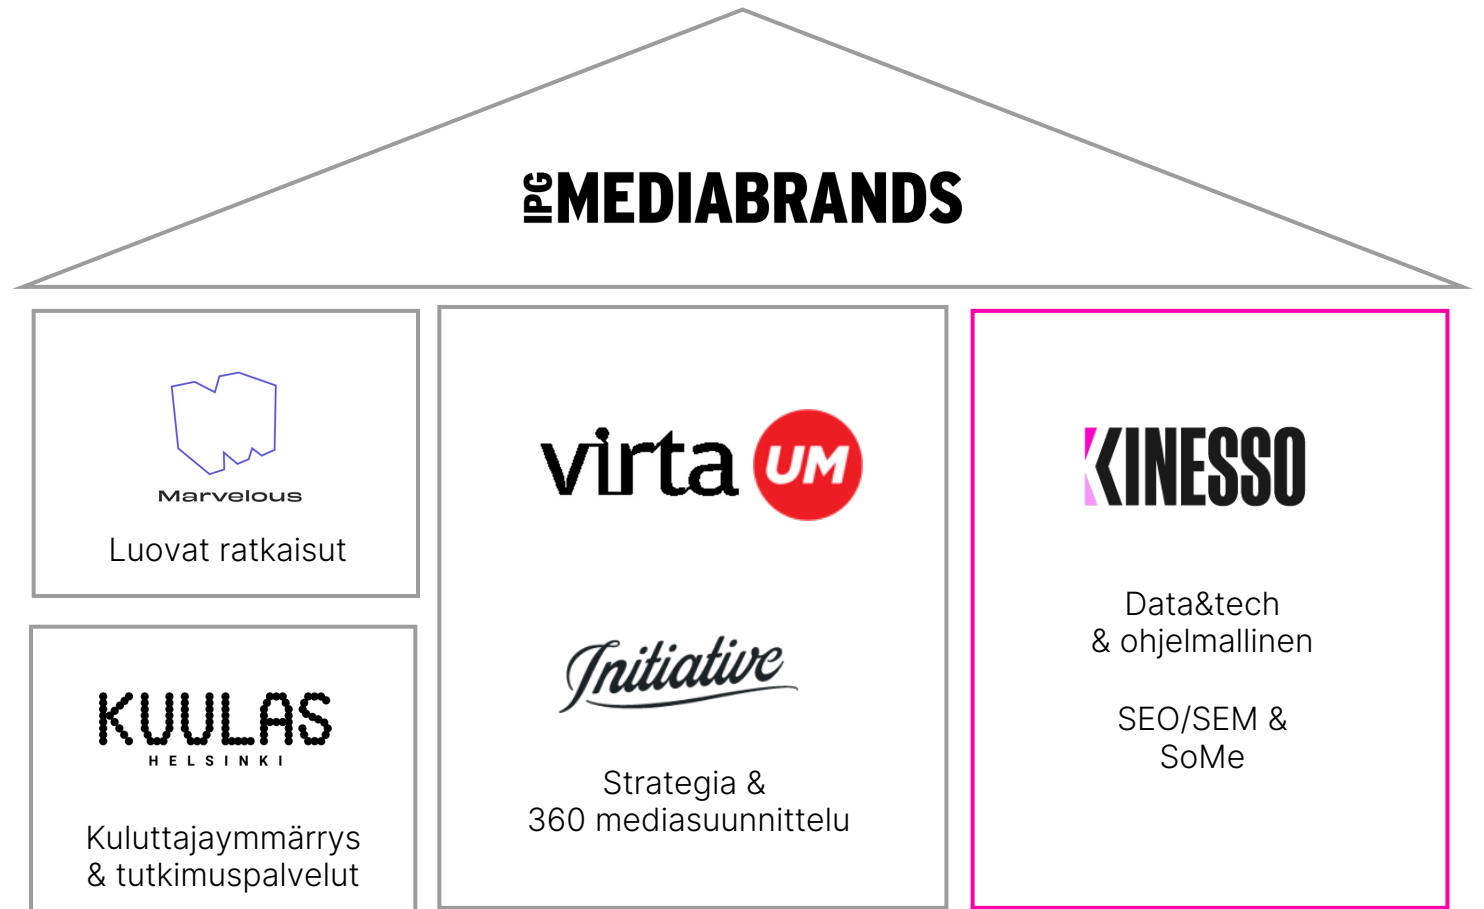 IPG MEDIABRANDS
Marvelous
Luovat ratkaisut
KUULAS
HELSINKI
Kuluttajaymmärrys
& tutkimuspalvelut
virta UM
Initiative
Strategia &
360 mediasuunnittelu
KINESSO
Data&tech
& ohjelmallinen
SEO/SEM &
SoMe